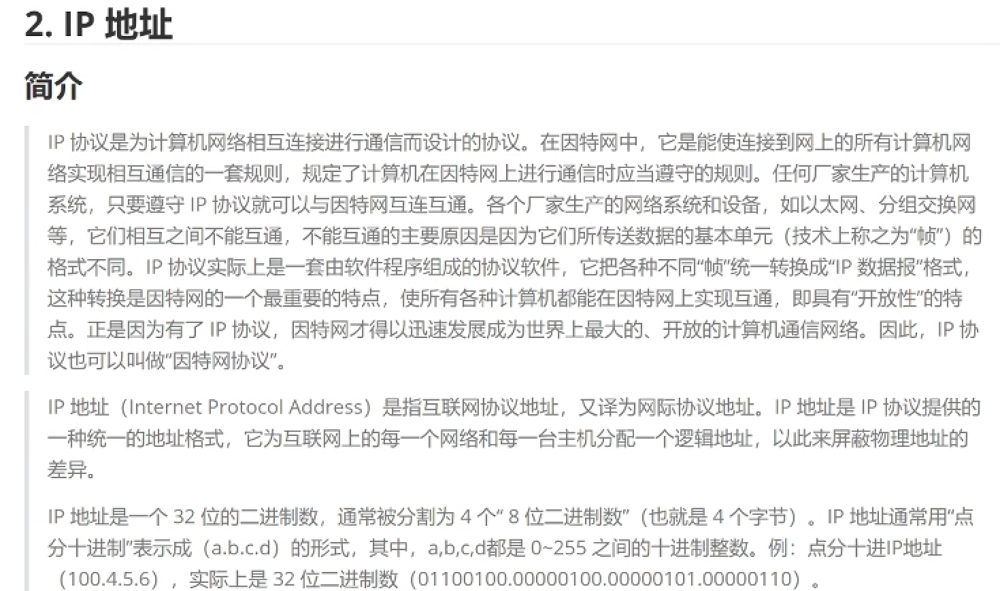 2. IP 地址
简介
IP 协议是为计算机网络相互连接进行通信而设计的协议。在因特网中，它是能使连接到网上的所有计算机网
络实现相互通信的一套规则，规定了计算机在因特网上进行通信时应当遵守的规则。任何厂家生产的计算机
系统，只要遵守 IP 协议就可以与因特网互连互通。各个厂家生产的网络系统和设备，如以太网、分组交换网
等，它们相互之间不能互通，不能互通的主要原因是因为它们所传送数据的基本单元（技术上称之为“帧”）的
格式不同。IP 协议实际上是一套由软件程序组成的协议软件，它把各种不同“帧”统一转换成“IP 数据报”格式，
这种转换是因特网的一个最重要的特点，使所有各种计算机都能在因特网上实现互通，即具有“开放性”的特
点。正是因为有了 IP 协议，因特网才得以迅速发展成为世界上最大的、开放的计算机通信网络。因此，IP 协
议也可以叫做“因特网协议”。
IP 地址（Internet Protocol Address）是指互联网协议地址，又译为网际协议地址。IP 地址是 IP 协议提供的
一种统一的地址格式，它为互联网上的每一个网络和每一台主机分配一个逻辑地址，以此来屏蔽物理地址的
差异。
IP 地址是一个 32 位的二进制数，通常被分割为 4 个“ 8 位二进制数”（也就是 4 个字节）。IP 地址通常用“点
分十进制”表示成（a.b.c.d）的形式，其中，a,b,c,d都是 0~255 之间的十进制整数。例：点分十进IP地址
（100.4.5.6），实际上是 32 位二进制数（01100100.00000100.00000101.00000110）。